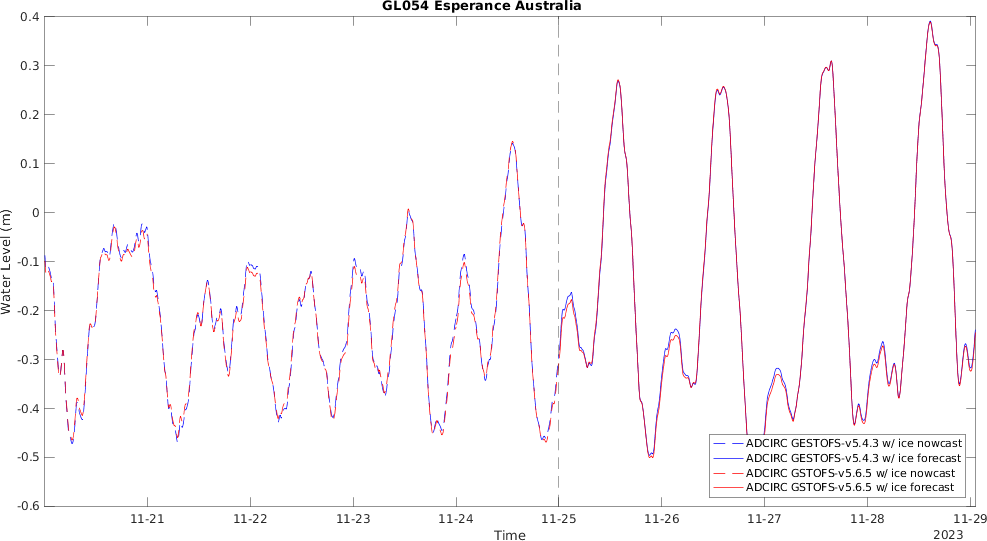 GL054 Esperance Australia
0.4
0.3
0.2
0.1
0
-0.1
-0.2
-0.3
-0.4
-0.5
-0.6
Water Level (m)
ADCIRC GESTOFS-v5.4.3 w/ ice nowcast
ADCIRC GESTOFS-v5.4.3 w/ ice forecast
ADCIRC GSTOFS-v5.6.5 w/ ice nowcast
ADCIRC GSTOFS-v5.6.5 w/ ice forecast
11-21 11-22 11-23 11-24 11-25 11-26 11-27 11-28 11-29
Time
2023